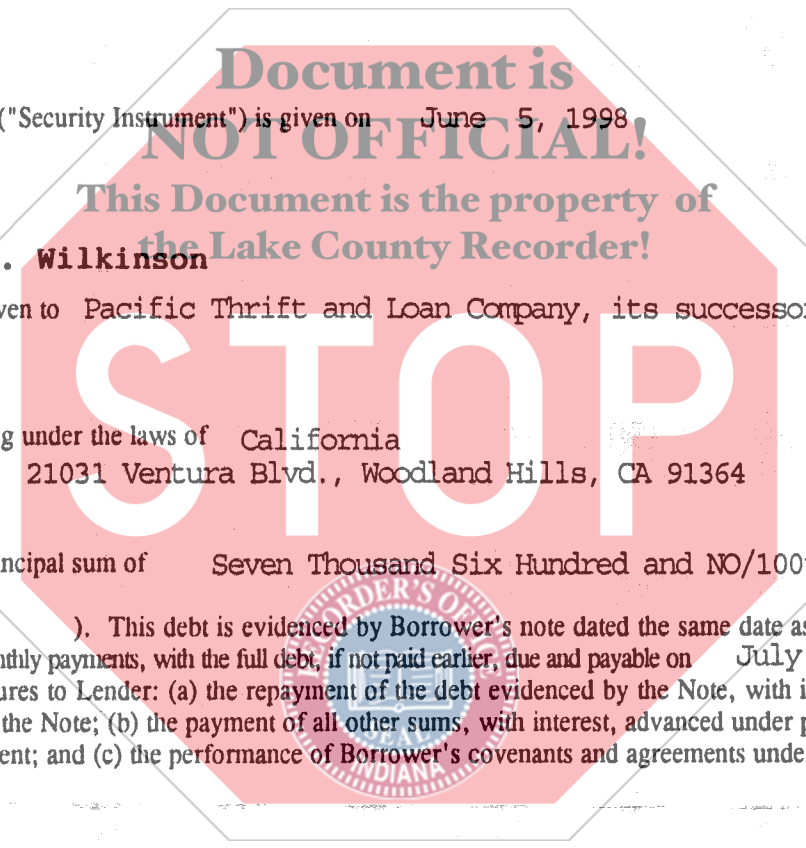 Document is
("Security Instrument") is given on June 5, 1998
NOT OFFICIAL!
This Document is the property of
the Lake County Recorder!
. Wilkinson
ven to Pacific Thrift and Loan Company, its successo
STOP
g under the laws of California
21031 Ventura Blvd., Woodland Hills, CA 91364
ncipal sum of Seven Thousand Six Hundred and NO/100
). This debt is evidenced by Borrower's note dated the same date as
nthly payments, with the full debt, if not paid earlier, due and payable on July
ures to Lender: (a) the repayment of the debt evidenced by the Note, with i
the Note; (b) the payment of all other sums, with interest, advanced under p
ent; and (c) the performance of Borrower's covenants and agreements unde
RECORDER'S OFFICE
SEAL
INDIANA